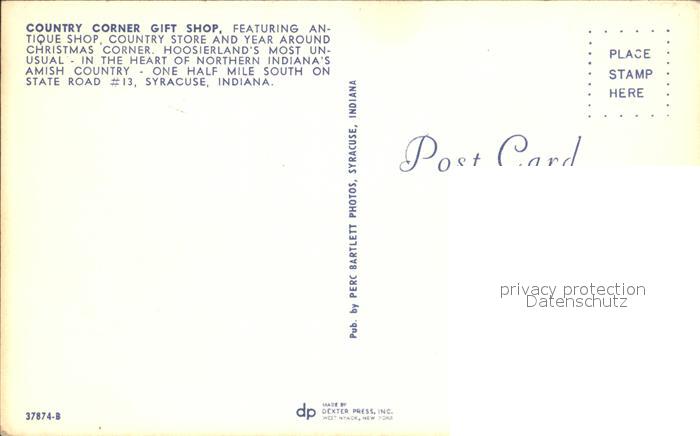 COUNTRY CORNER GIFT SHOP, FEATURING AN-
TIQUE SHOP, COUNTRY STORE AND YEAR AROUND
CHRISTMAS CORNER. HOOSIERLAND'S MOST UN-
USUAL - IN THE HEART OF NORTHERN INDIANA'S
AMISH COUNTRY - ONE HALF MILE SOUTH ON
STATE ROAD #13, SYRACUSE, INDIANA.
Pub. by PERC BARTLETT PHOTOS, SYRACUSE, INDIANA
PLACE
STAMP
HERE
Post Card
privacy protection
Datenschutz
37874-B
dp
MADE BY
DEXTER PRESS, INC.
WEST NYACK, NEW YORK